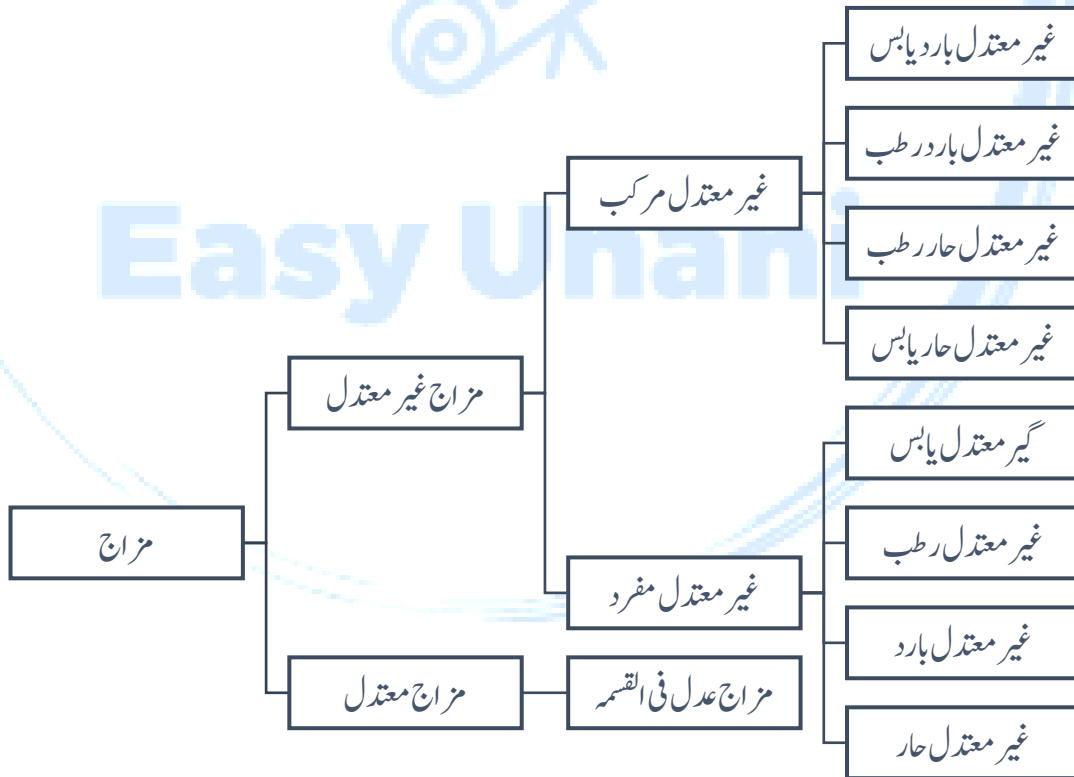 غیر معتدل بارد یابس
غیر معتدل بارد رطب
غیر معتدل مرکب
Easy Unani
غیر معتدل حار رطب
غیر معتدل حار یابس
مزاج غیر معتدل
گیر معتدل یابس
مزاج
غیر معتدل رطب
غیر معتدل مفرد
غیر معتدل بارد
مزاج معتدل
مزاج عدل فی القسمہ
غیر معتدل حار